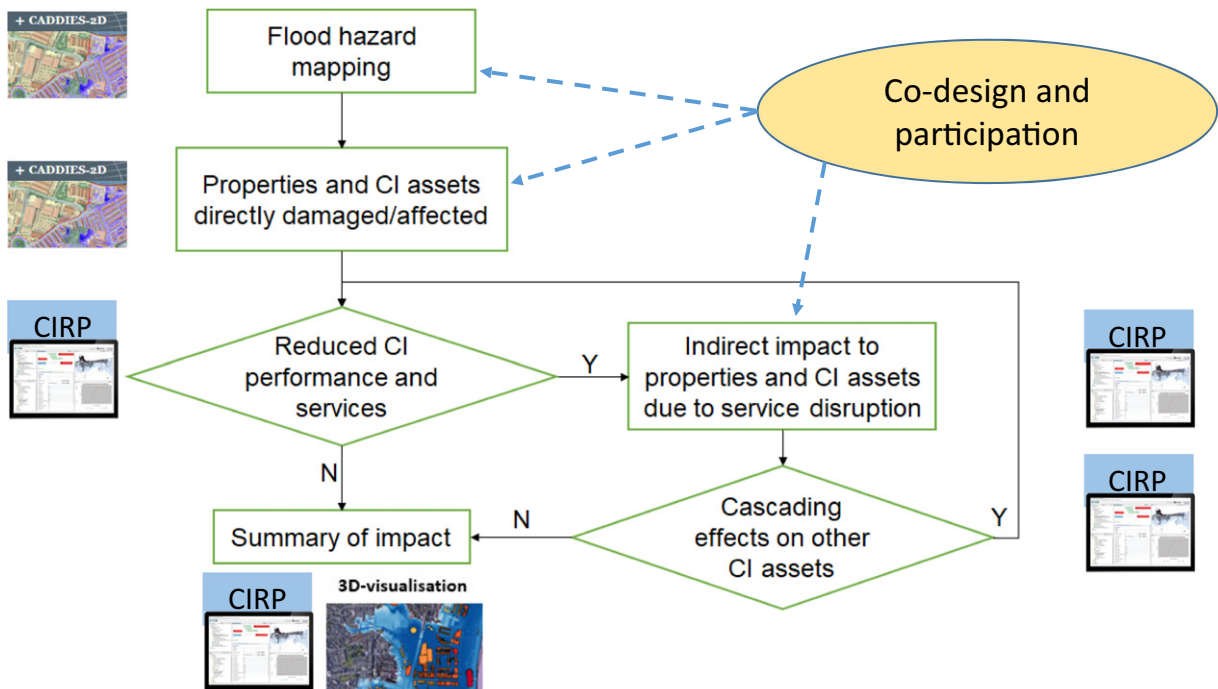 + CADDIES-2D
Flood hazard
mapping
Co-design and
participation
+ CADDIES-2D
Properties and CI assets
directly damaged/affected
CIRP
Reduced CI
performance and
services
Y
Indirect impact to
properties and CI assets
due to service disruption
CIRP
N
Summary of impact
N
Cascading
effects on other
CI assets
Y
CIRP
CIRP
3D-visualisation